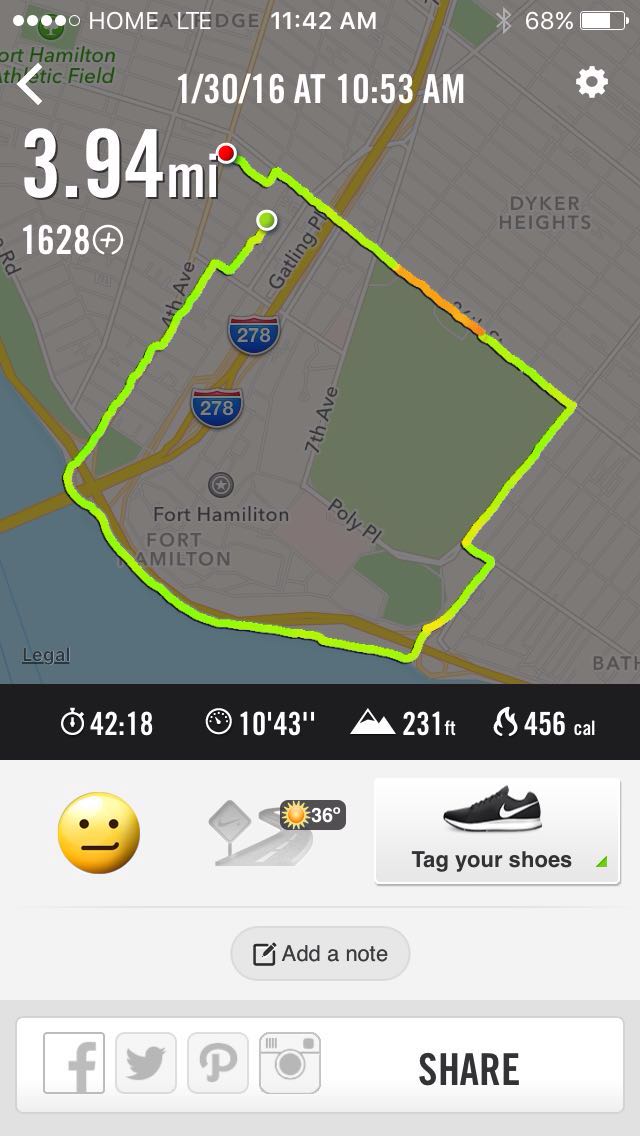 HOME LTE 11:42 AM 68%
ort Hamilton
thletic Field
1/30/16 AT 10:53 AM
3.94mi
1628
DYKER
HEIGHTS
Gatling Pl
4th Ave
278
278
7th Ave
Poly Pl
Fort Hamiliton
FORT
HAMILTON
Rd
Legal
BATH
42:18 10'43'' 231ft 456 cal
36°
Tag your shoes
Add a note
SHARE